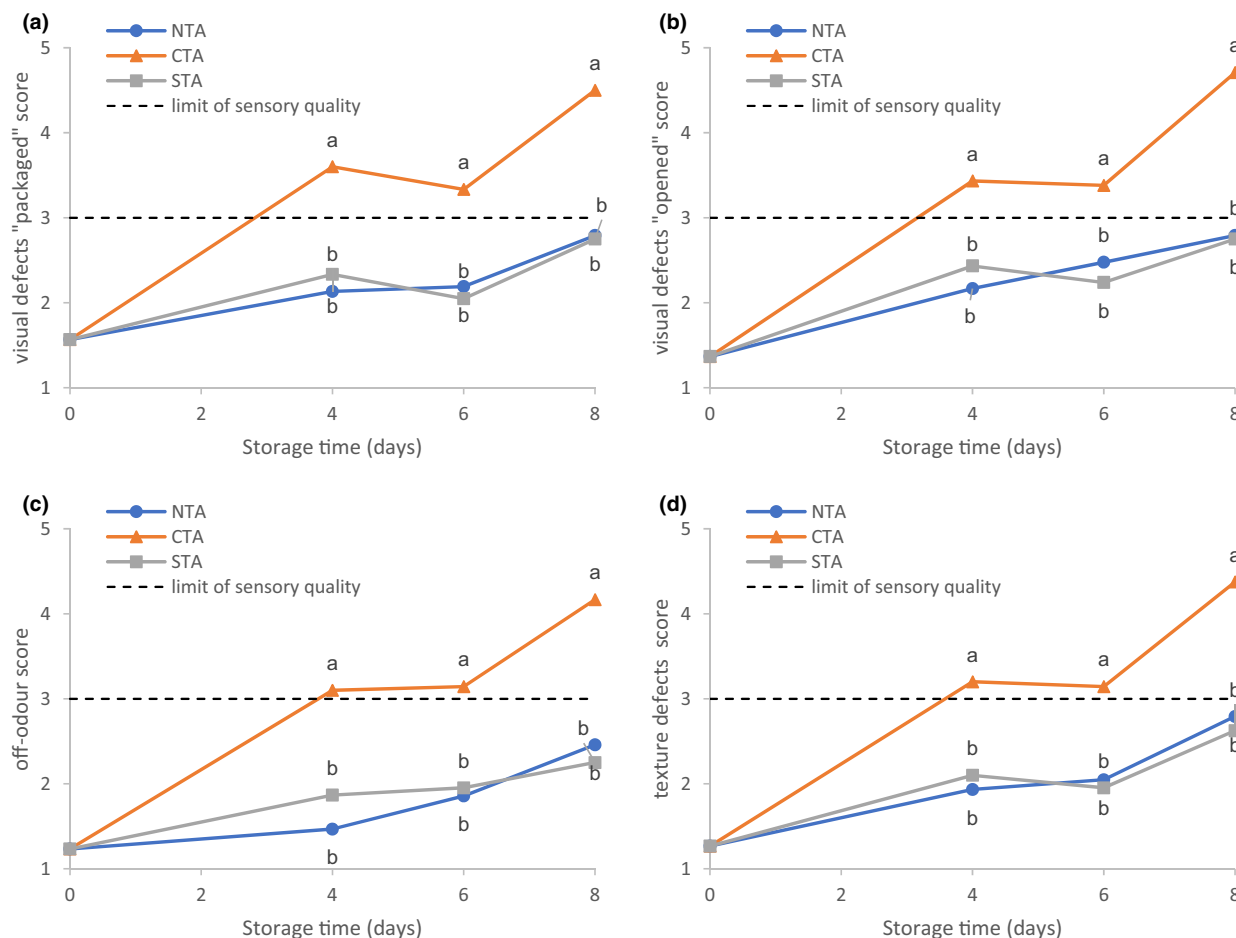 (a)
NTA
CTA
STA
limit of sensory quality
visual defects "packaged" score
5
4
3
2
1
a
a
a
b
b
b
b
b
b
0
2
4
6
8
Storage time (days)
(b)
NTA
CTA
STA
limit of sensory quality
visual defects "opened" score
5
4
3
2
1
a
a
a
b
b
b
b
b
b
0
2
4
6
8
Storage time (days)
(c)
NTA
CTA
STA
limit of sensory quality
off-odour score
5
4
3
2
1
a
a
a
b
b
b
b
b
b
0
2
4
6
8
Storage time (days)
(d)
NTA
CTA
STA
limit of sensory quality
texture defects score
5
4
3
2
1
a
a
a
b
b
b
b
b
b
0
2
4
6
8
Storage time (days)